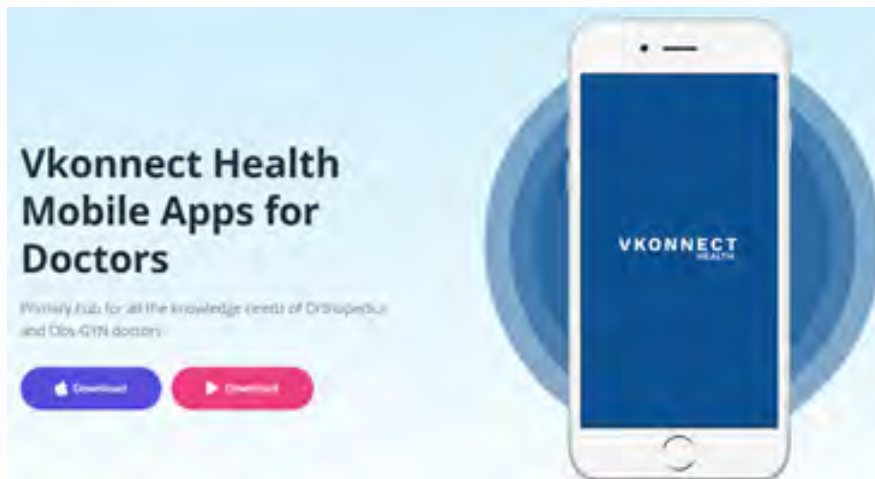 Vkonnect Health
Mobile Apps for
Doctors
Primary hub for all the knowledge needs of Orthopedics
and Obs-GYN doctors
Download
Download
VKONNECT
HEALTH